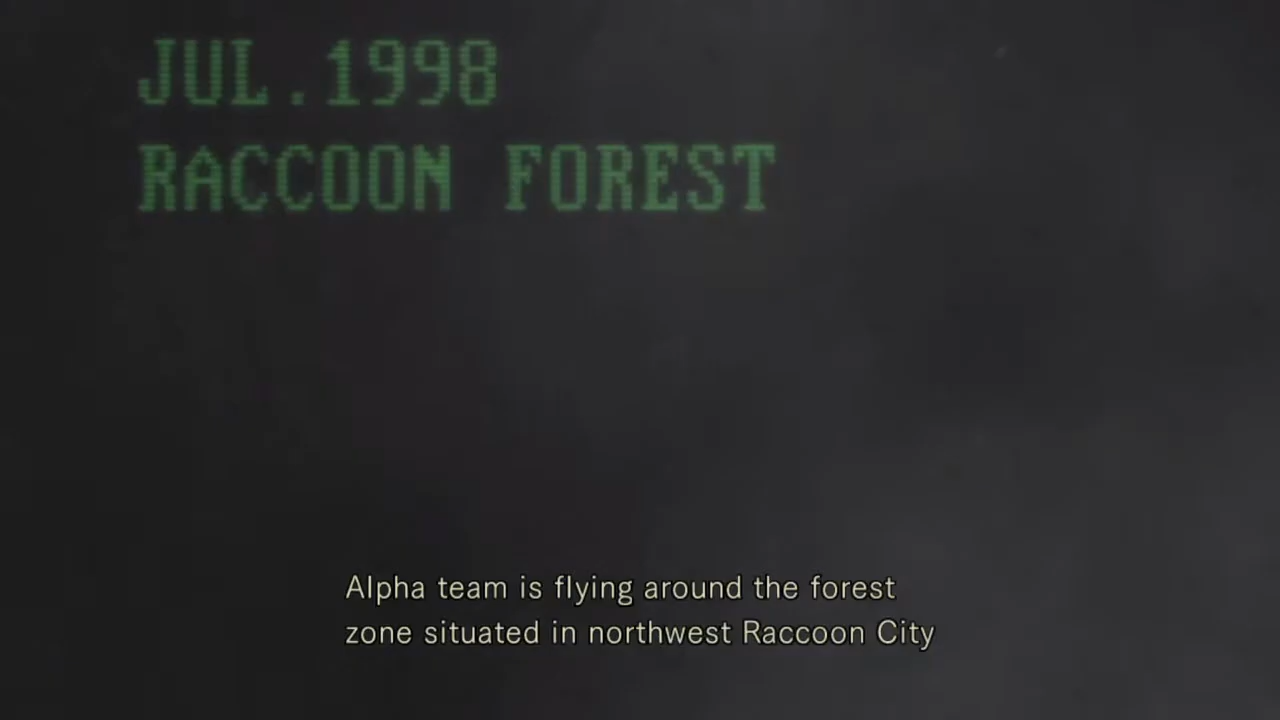 JUL.1998
RACCOON FOREST
Alpha team is flying around the forest
zone situated in northwest Raccoon City